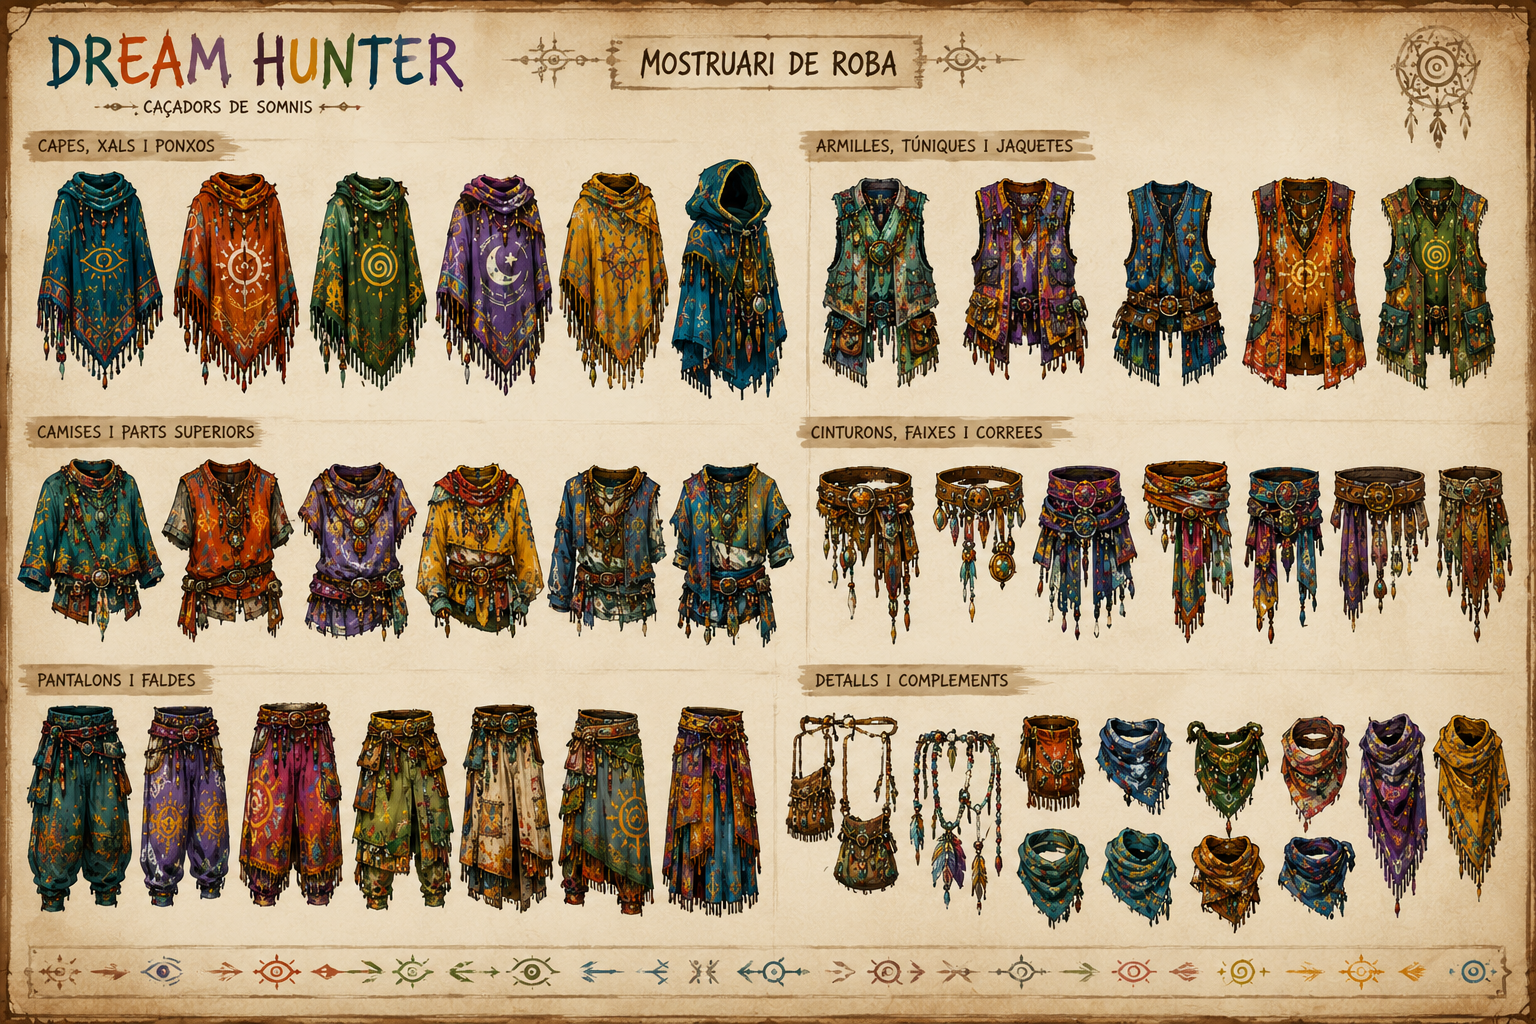 DREAM HUNTER
CAÇADORS DE SOMNIS
MOSTRUARI DE ROBA
CAPES, XALS I PONXOS
ARMILLES, TÚNIQUES I JAQUETES
CAMISES I PARTS SUPERIORS
CINTURONS, FAIXES I CORREES
PANTALONS I FALDES
DETALLS I COMPLEMENTS